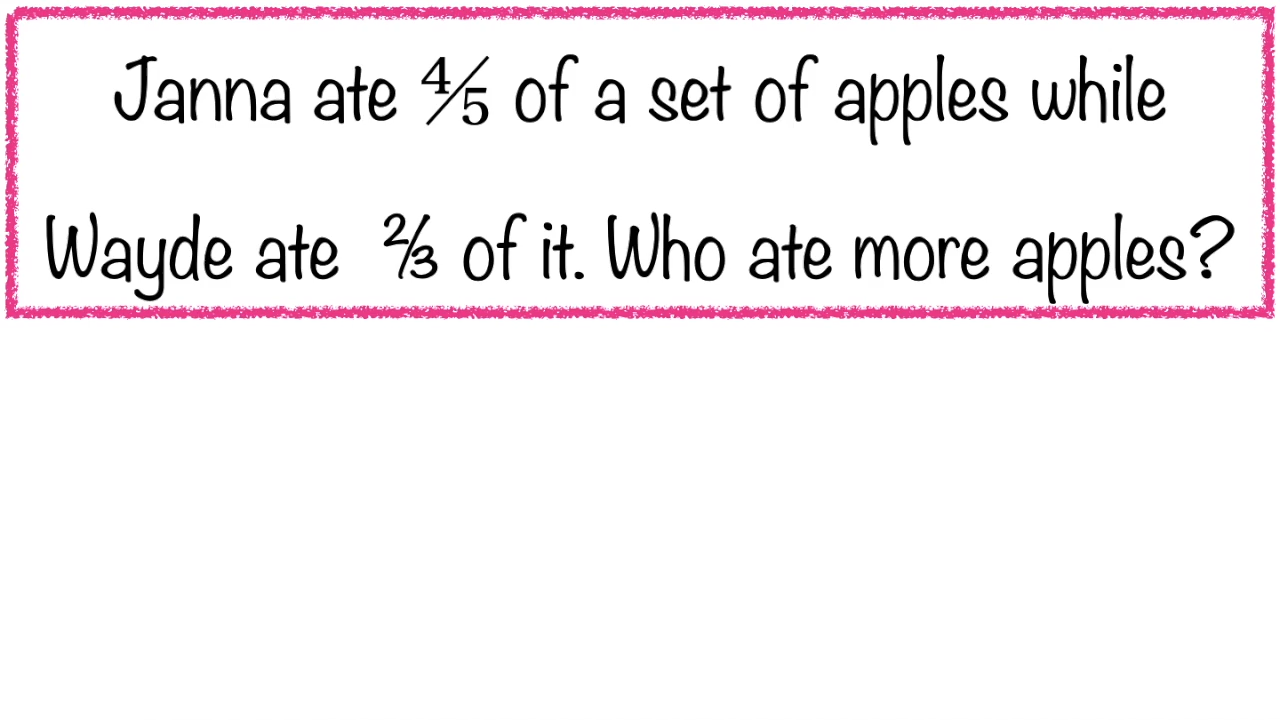 Janna ate ⅘ of a set of apples while
Wayde ate ⅔ of it. Who ate more apples?